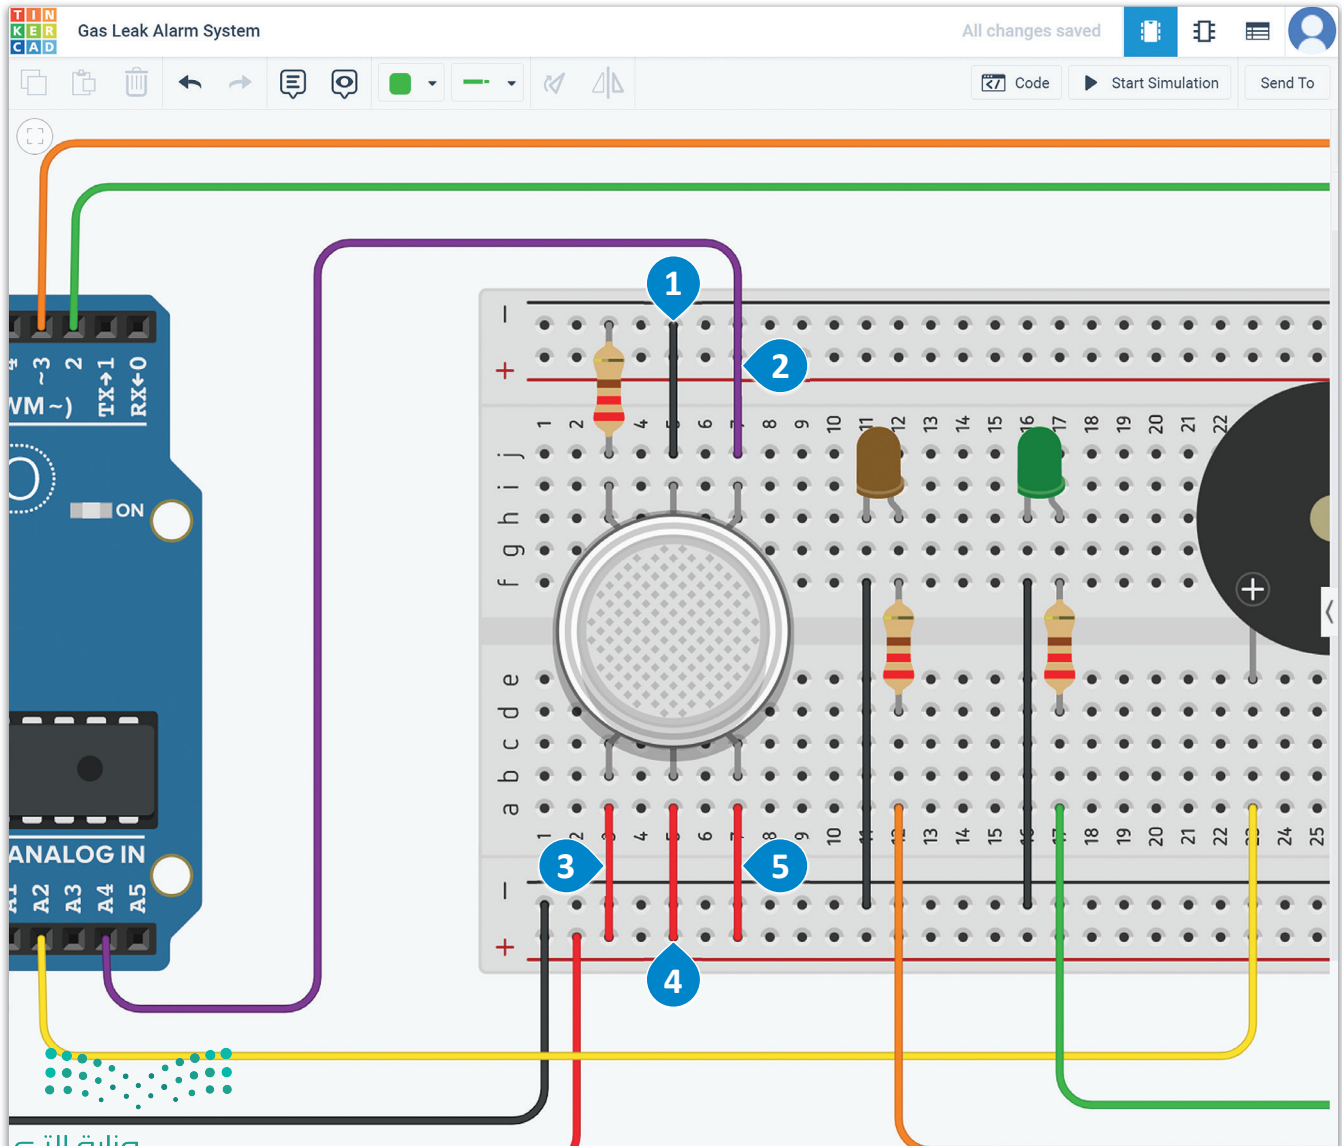 TIN
KER
CAD
Gas Leak Alarm System
All changes saved
Code
Start Simulation
Send To
~3
2
TX→1
RX←0
WM ~)
ON
ANALOG IN
A1
A2
A3
A4
A5
1
2
3
4
5
−
+
1 2 4 5 6 7 8 9 10 11 12 13 14 15 16 17 18 19 20 21 22
j
i
h
g
f
e
d
c
b
a
1 2 3 4 5 6 7 8 9 10 11 12 13 14 15 16 17 18 19 20 21 22 23 24 25
−
+
+